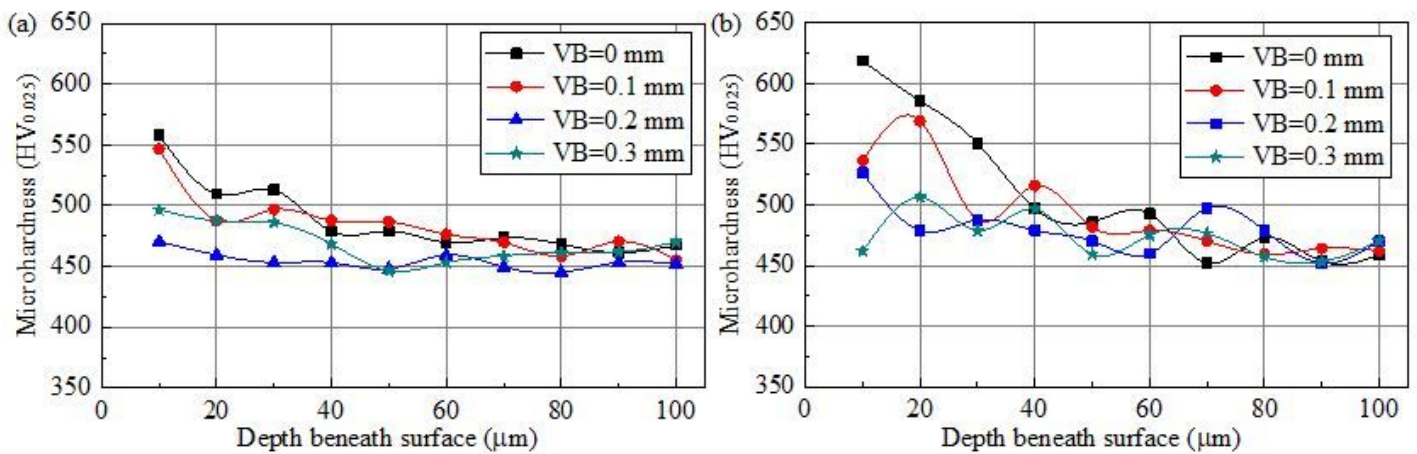 (a)
650
600
550
500
450
400
350
Microhardness (HV0.025)
VB=0 mm
VB=0.1 mm
VB=0.2 mm
VB=0.3 mm
0 20 40 60 80 100
Depth beneath surface (μm)
(b)
650
600
550
500
450
400
350
Microhardness (HV0.025)
VB=0 mm
VB=0.1 mm
VB=0.2 mm
VB=0.3 mm
0 20 40 60 80 100
Depth beneath surface (μm)